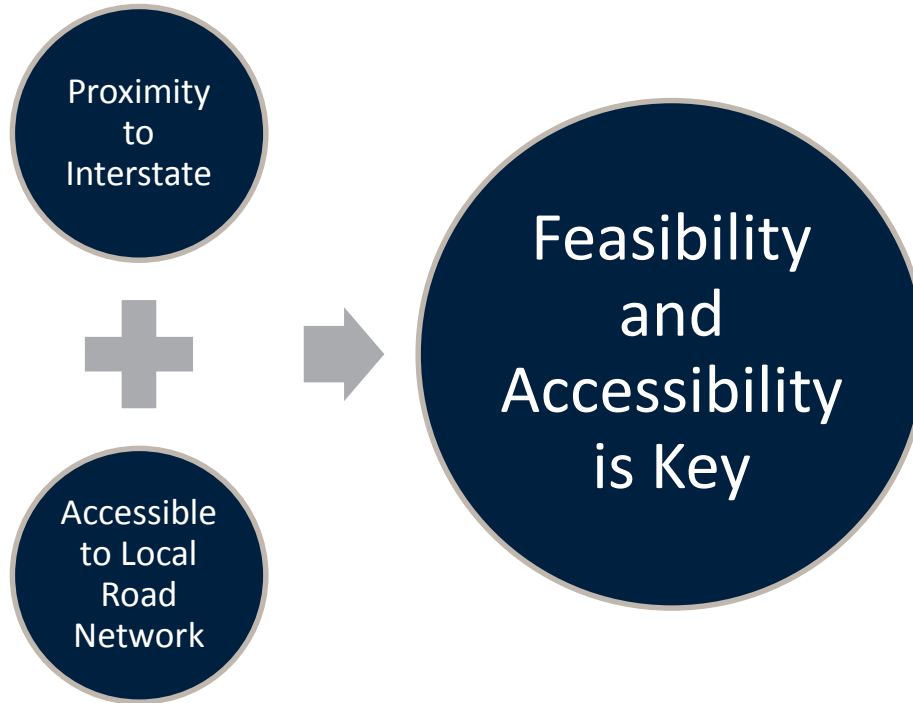 Proximity
to
Interstate
Accessible
to Local
Road
Network
Feasibility
and
Accessibility
is Key